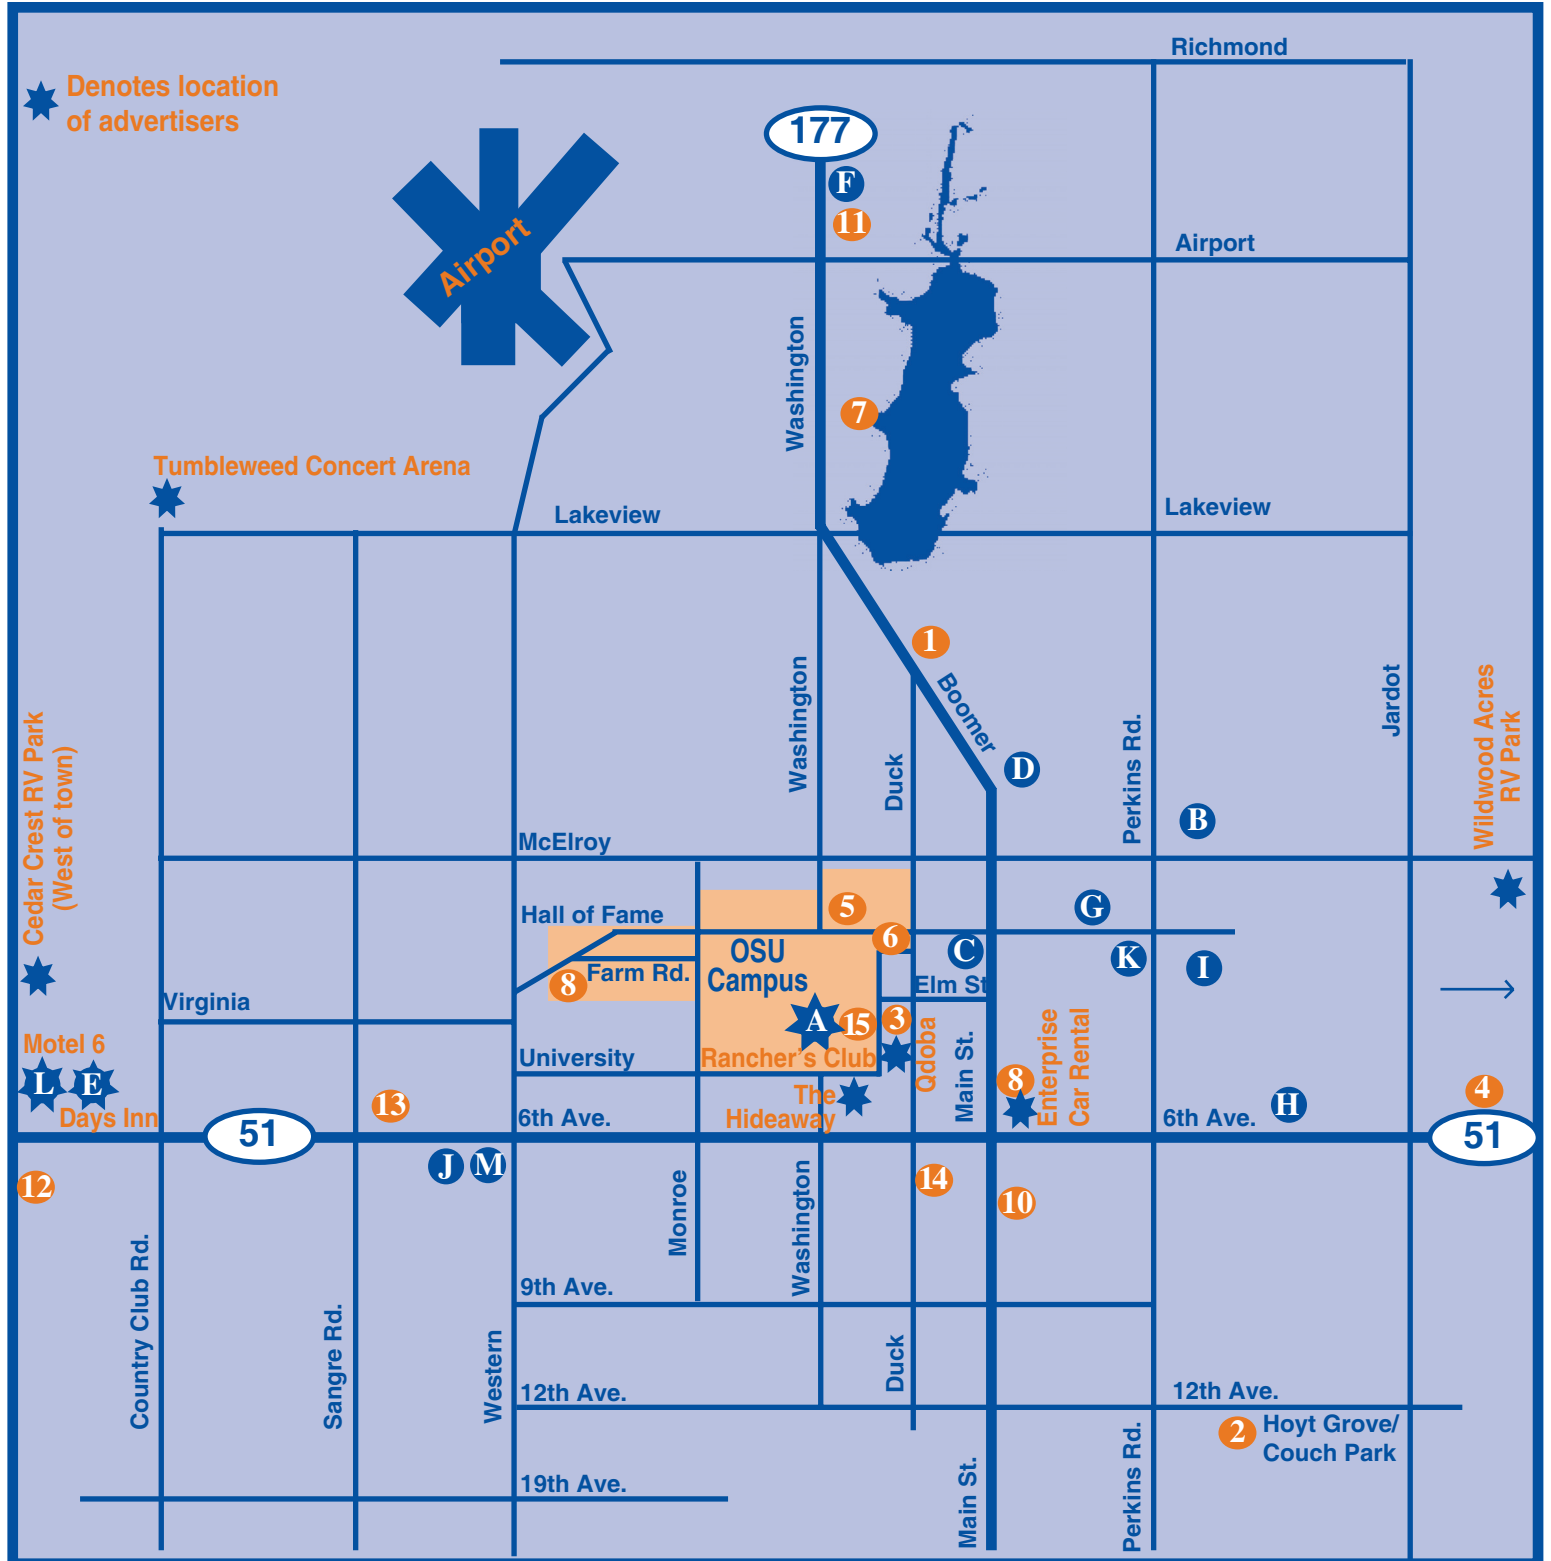 Richmond
Denotes location
of advertisers
177
F
11
Airport
Airport
Washington
7
Tumbleweed Concert Arena
Lakeview
Lakeview
1
Boomer
Washington
Duck
D
Perkins Rd.
B
Jardot
Wildwood Acres
RV Park
Cedar Crest RV Park
(West of town)
McElroy
Hall of Fame
5
G
6
OSU
Campus
C
K
I
Farm Rd.
8
Elm St
Virginia
A
15
3
Qdoba
Main St.
Enterprise
Car Rental
Motel 6
University
Rancher's Club
L
E
8
4
The
Hideaway
13
H
Days Inn
6th Ave.
6th Ave.
51
51
J
M
12
14
10
Monroe
Washington
Country Club Rd.
9th Ave.
Sangre Rd.
Western
Duck
12th Ave.
12th Ave.
2
Hoyt Grove/
Couch Park
19th Ave.
Main St.
Perkins Rd.